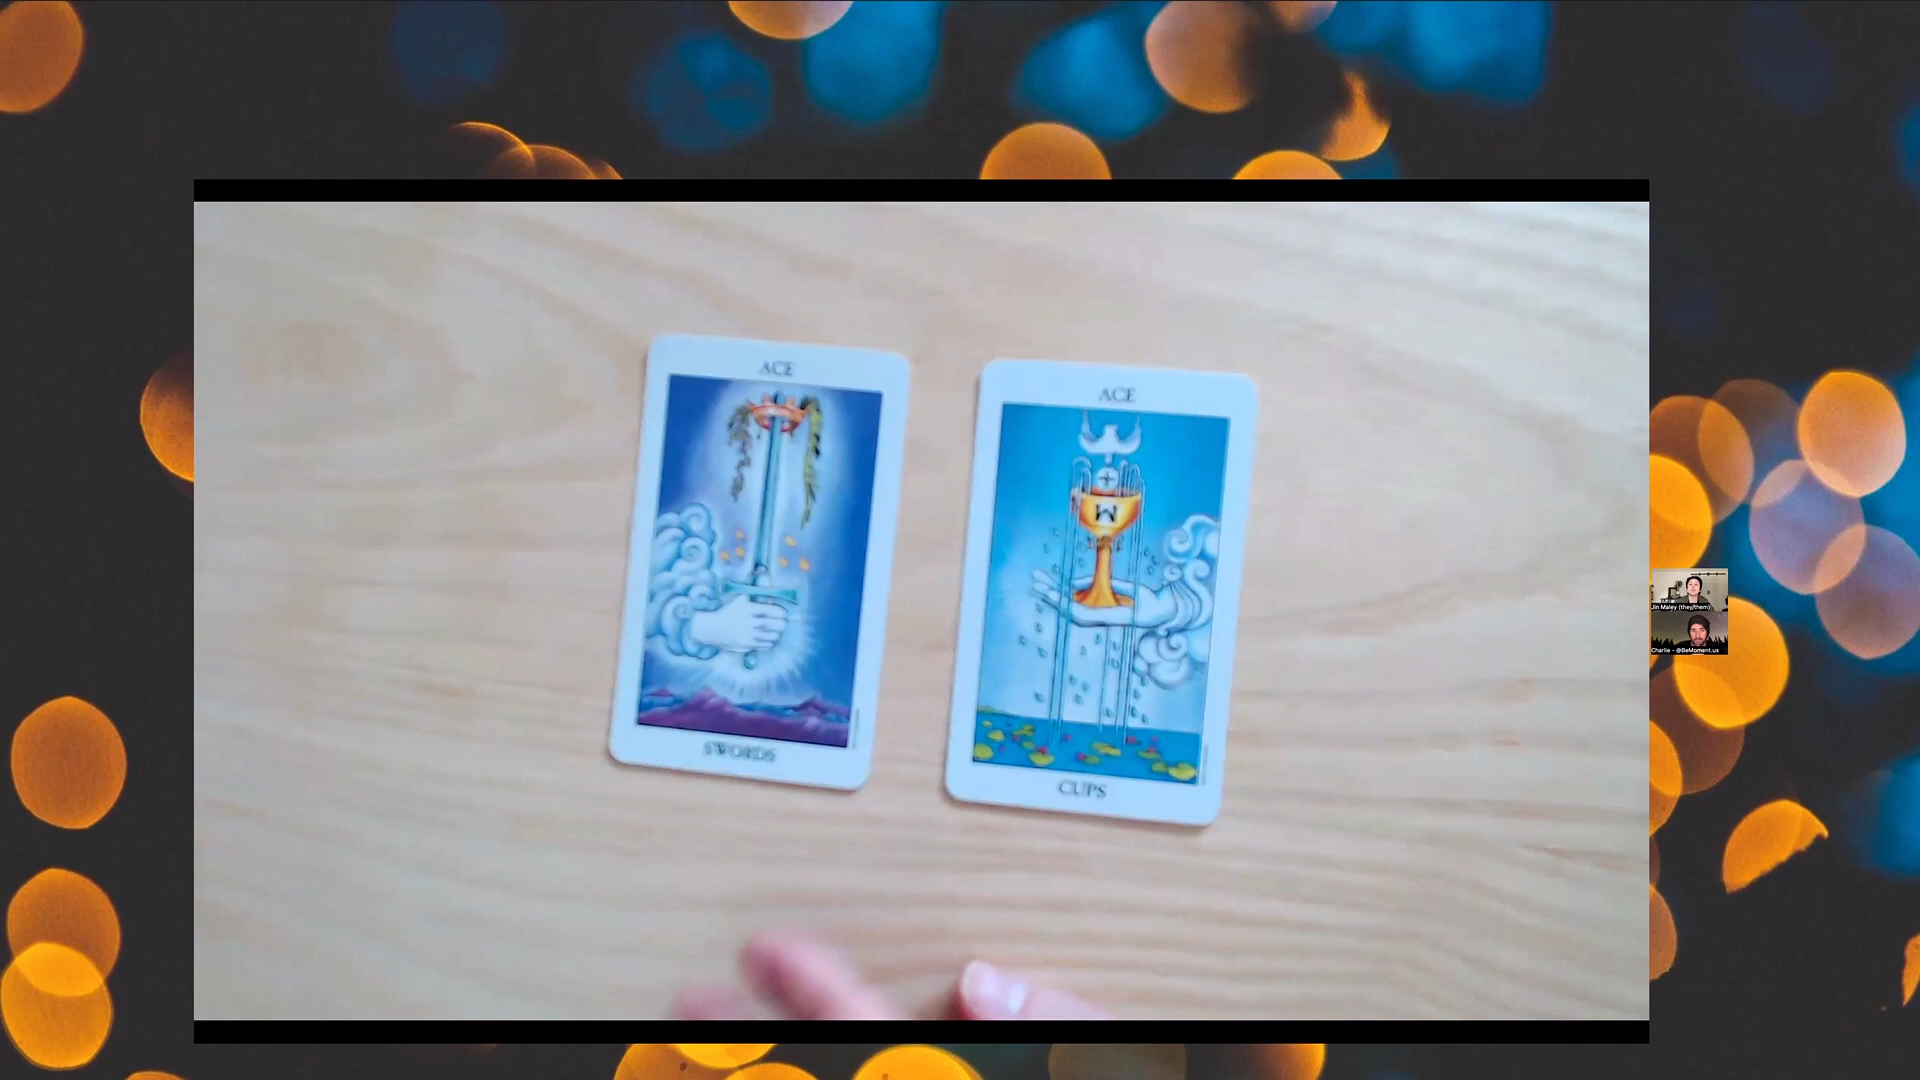 ACE
SWORDS
ACE
W
CUPS
Jin Maley (they/them)
Charlie - @BeMoment.us